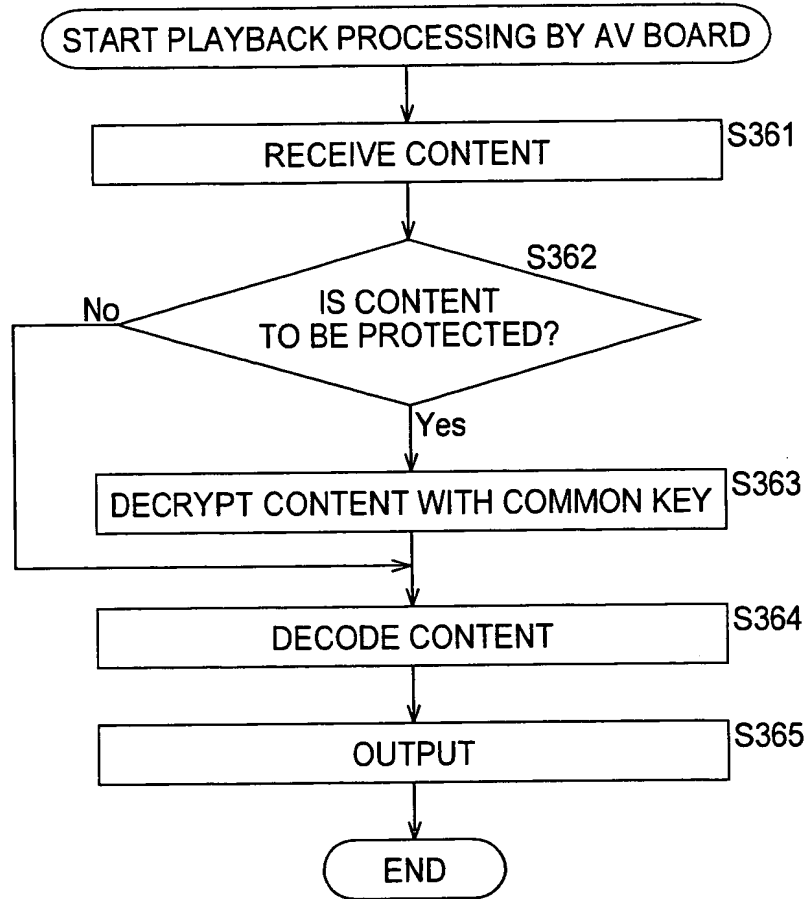 START PLAYBACK PROCESSING BY AV BOARD
S361
RECEIVE CONTENT
S362
IS CONTENT
TO BE PROTECTED?
No
Yes
S363
DECRYPT CONTENT WITH COMMON KEY
S364
DECODE CONTENT
S365
OUTPUT
END